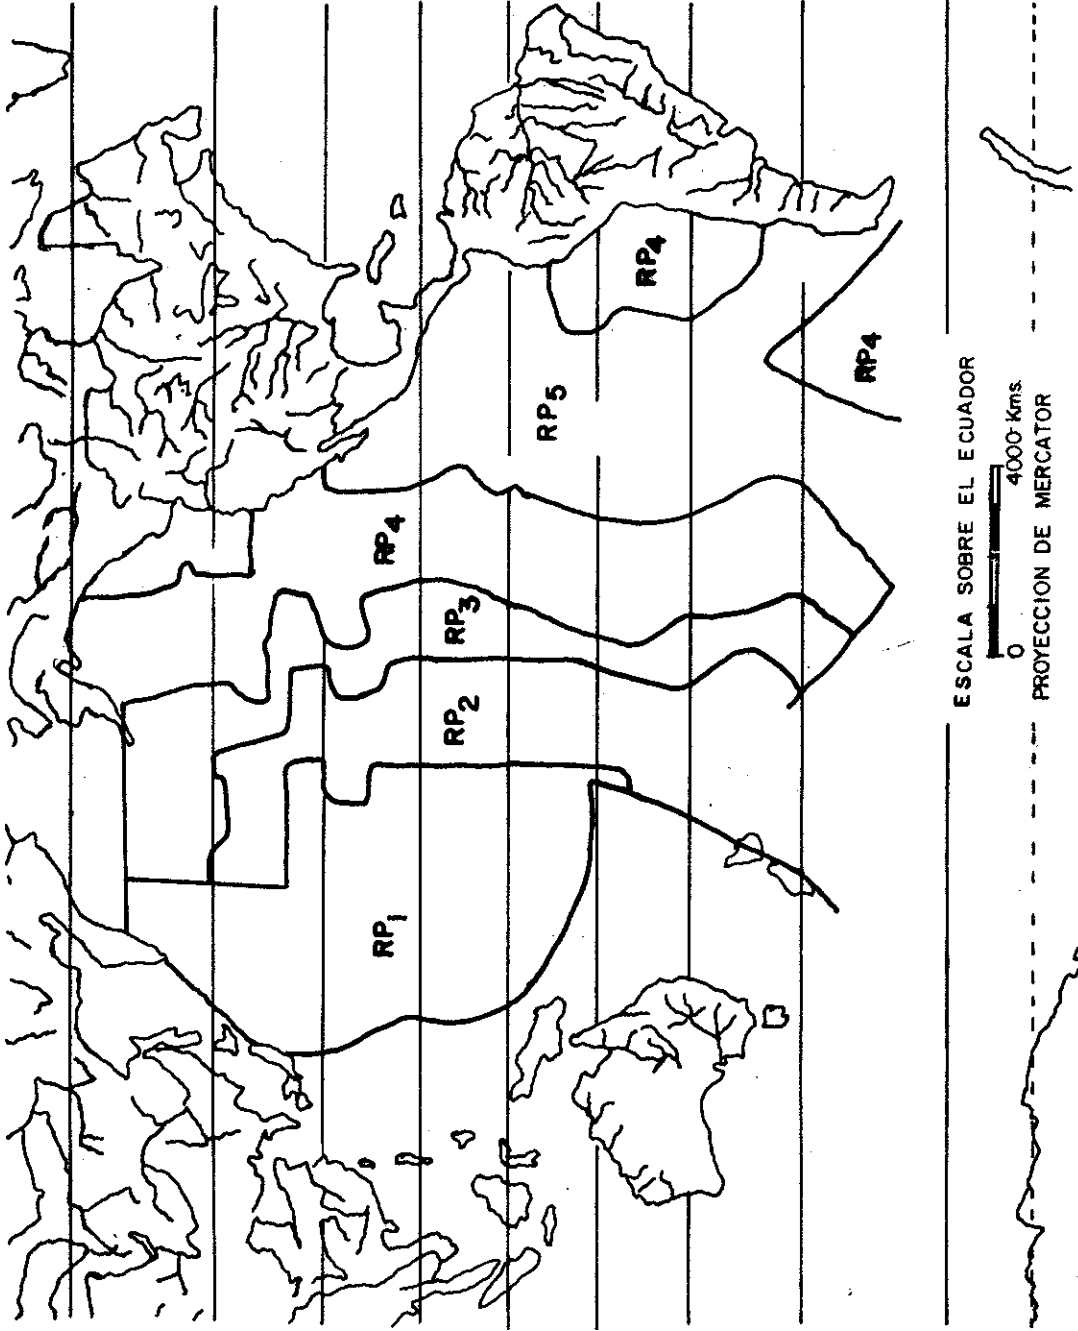 RP1
RP2
RP3
RP4
RP5
RP4
RP4
ESCALA SOBRE EL ECUADOR
0 4000 Kms.
PROYECCION DE MERCATOR